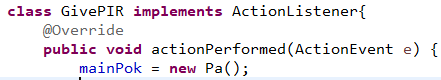 class GivePIR implements ActionListener{
    @Override
    public void actionPerformed(ActionEvent e) {
        mainPok = new Pa();